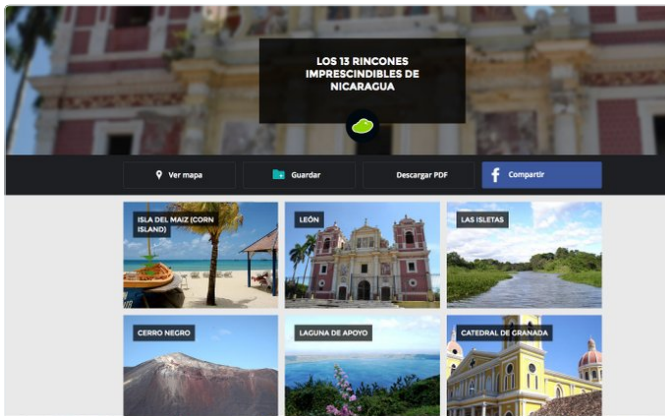 LOS 13 RINCONES
IMPRESCINDIBLES DE
NICARAGUA
Ver mapa
Guardar
Descargar PDF
f Compartir
ISLA DEL MAIZ (CORN
ISLAND)
LEÓN
LAS ISLETAS
CERRO NEGRO
LAGUNA DE APOYO
CATEDRAL DE GRANADA